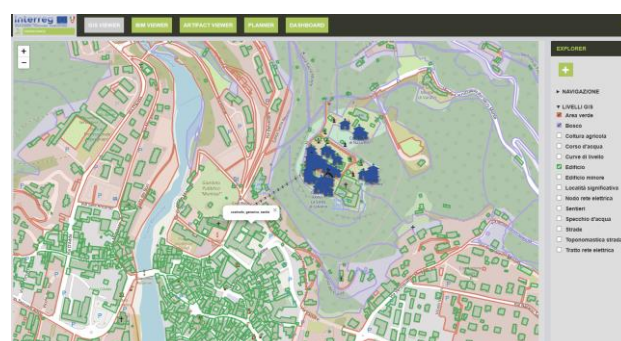 Interreg
GIS VIEWER
BIM VIEWER
ARTIFACT VIEWER
PLANNER
DASHBOARD
+
−
EXPLORER
+
▸ NAVIGAZIONE
▾ LIVELLI GIS
Area verde
Bosco
Coltura agricola
Corso d'acqua
Curve di livello
Edificio
Edificio minore
Località significativa
Nodo rete elettrica
Sentieri
Specchio d'acqua
Strada
Toponomastica strada
Tratto rete elettrica